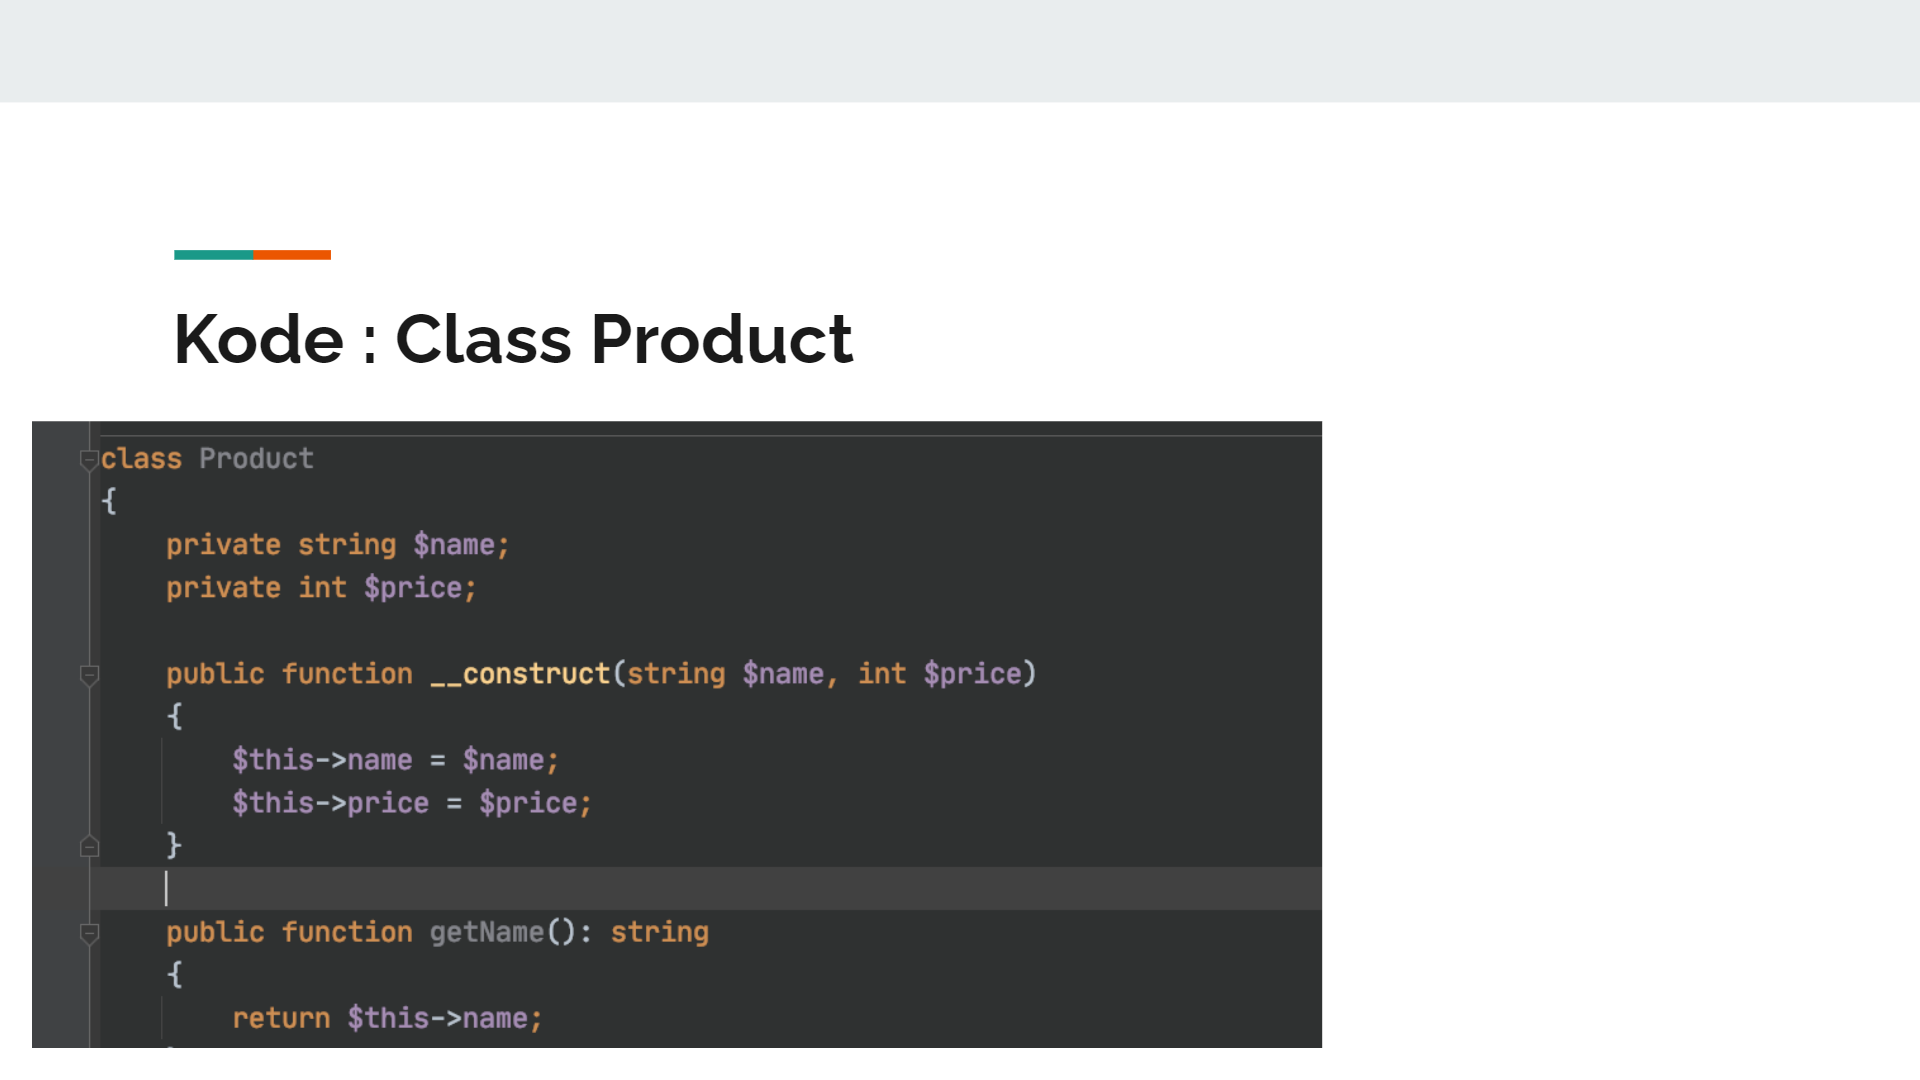 Kode : Class Product
class Product
{
    private string $name;
    private int $price;
    public function __construct(string $name, int $price)
    {
        $this->name = $name;
        $this->price = $price;
    }
    public function getName(): string
    {
        return $this->name;